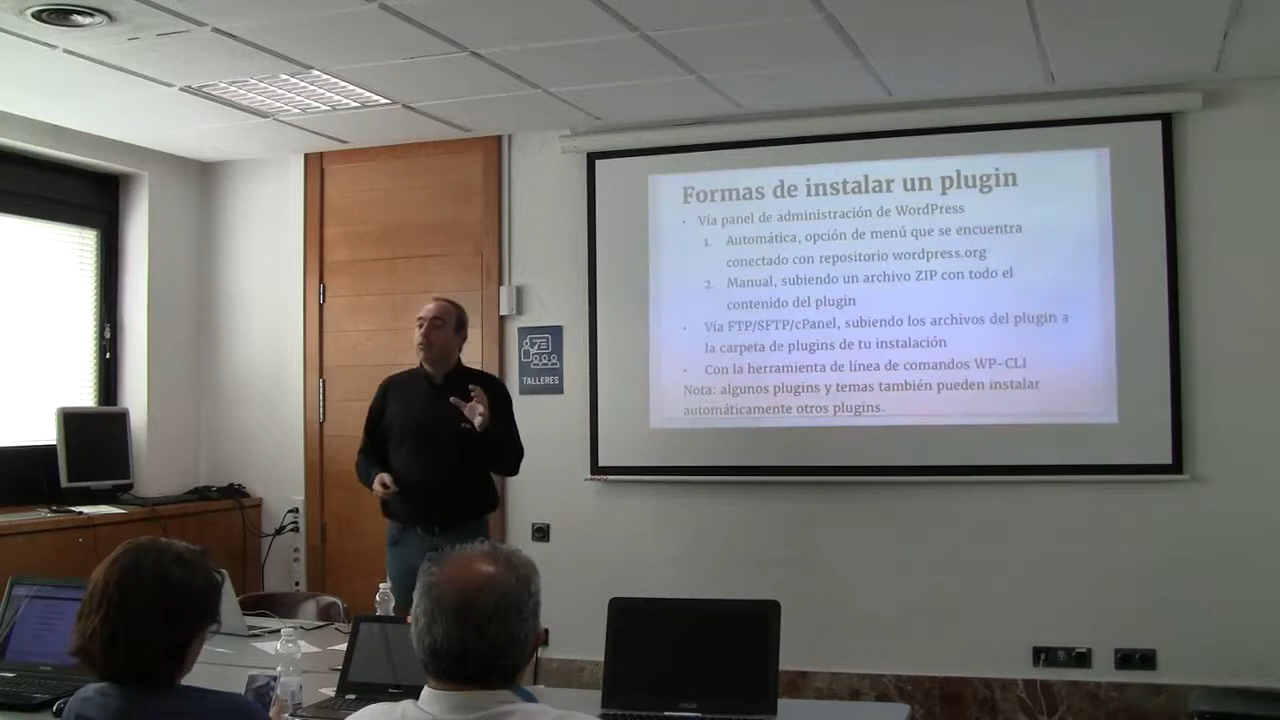 Formas de instalar un plugin
• Vía panel de administración de WordPress
1. Automática, opción de menú que se encuentra
conectado con repositorio wordpress.org
2. Manual, subiendo un archivo ZIP con todo el
contenido del plugin
• Vía FTP/SFTP/cPanel, subiendo los archivos del plugin a
la carpeta de plugins de tu instalación
• Con la herramienta de línea de comandos WP-CLI
Nota: algunos plugins y temas también pueden instalar
automáticamente otros plugins.
TALLERES
ASUS